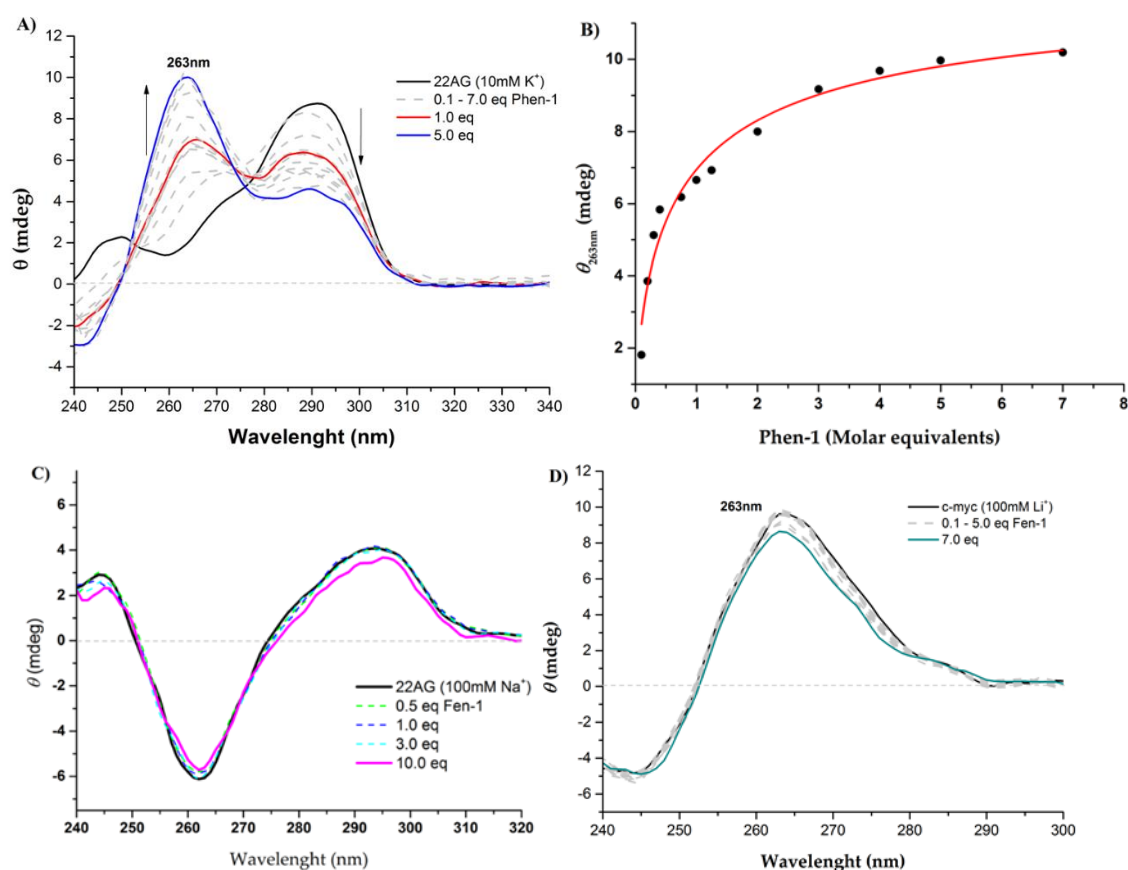 A)
263nm
22AG (10mM K⁺)
0.1 - 7.0 eq Phen-1
1.0 eq
5.0 eq
θ (mdeg)
12
10
8
6
4
2
0
-2
-4
240 250 260 270 280 290 300 310 320 330 340
Wavelenght (nm)
B)
θ263nm (mdeg)
10
8
6
4
2
0 1 2 3 4 5 6 7 8
Phen-1 (Molar equivalents)
C)
θ (mdeg)
6
4
2
0
-2
-4
-6
22AG (100mM Na⁺)
0.5 eq Fen-1
1.0 eq
3.0 eq
10.0 eq
240 250 260 270 280 290 300 310 320
Wavelenght (nm)
D)
263nm
c-myc (100mM Li⁺)
0.1 - 5.0 eq Fen-1
7.0 eq
θ (mdeg)
12
10
8
6
4
2
0
-2
-4
-6
240 250 260 270 280 290 300
Wavelenght (nm)